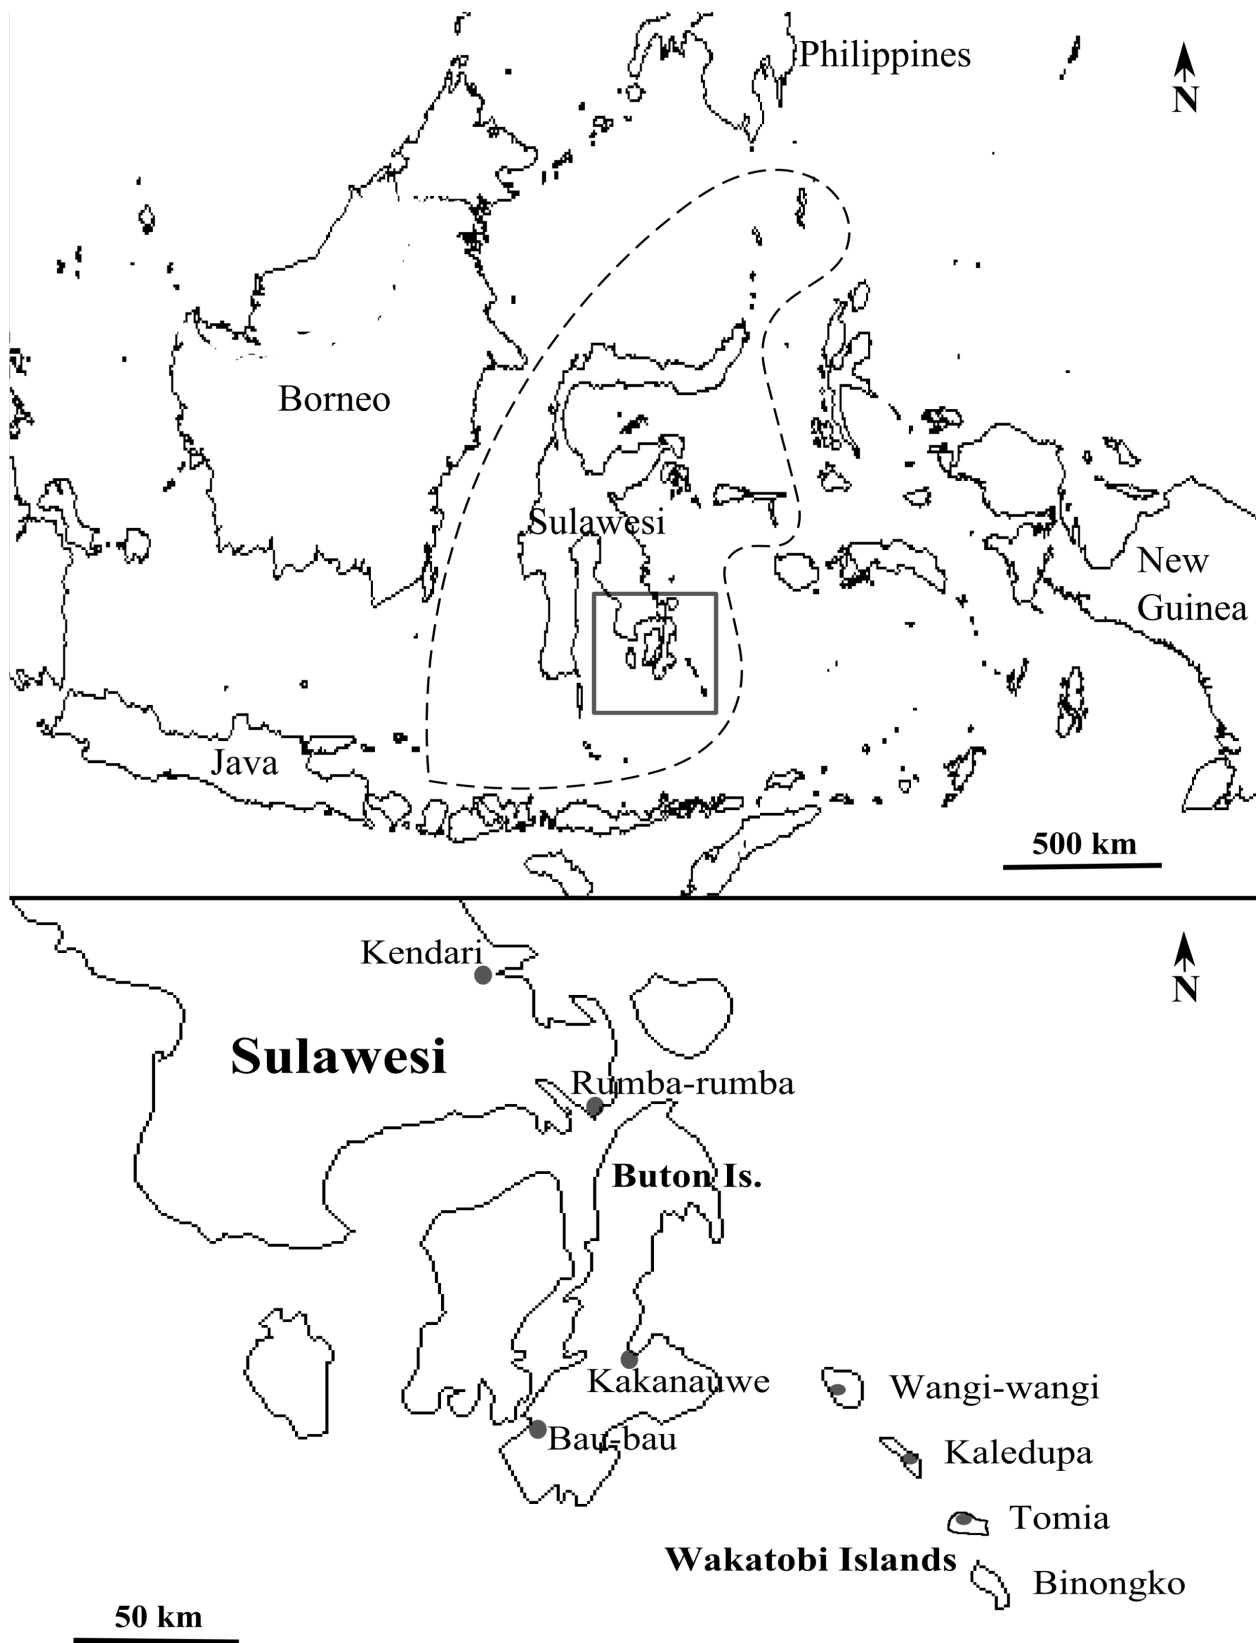 Philippines
N
Borneo
Sulawesi
New
Guinea
Java
500 km
Kendari
N
Sulawesi
Rumba-rumba
Buton Is.
Kakanauwe
Wangi-wangi
Bau-bau
Kaledupa
Tomia
Wakatobi Islands
Binongko
50 km